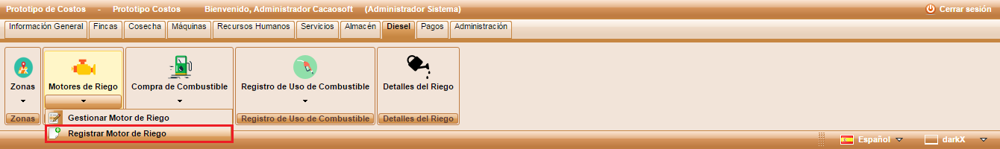 Prototipo de Costos - Prototipo Costos Bienvenido, Administrador Cacaosoft (Administrador Sistema) Cerrar sesión
Información General Fincas Cosecha Máquinas Recursos Humanos Servicios Almacén Diesel Pagos Administración
Zonas Motores de Riego Compra de Combustible Registro de Uso de Combustible Detalles del Riego
Zonas Registro de Uso de Combustible Detalles del Riego
Gestionar Motor de Riego
Registrar Motor de Riego
Español darkX